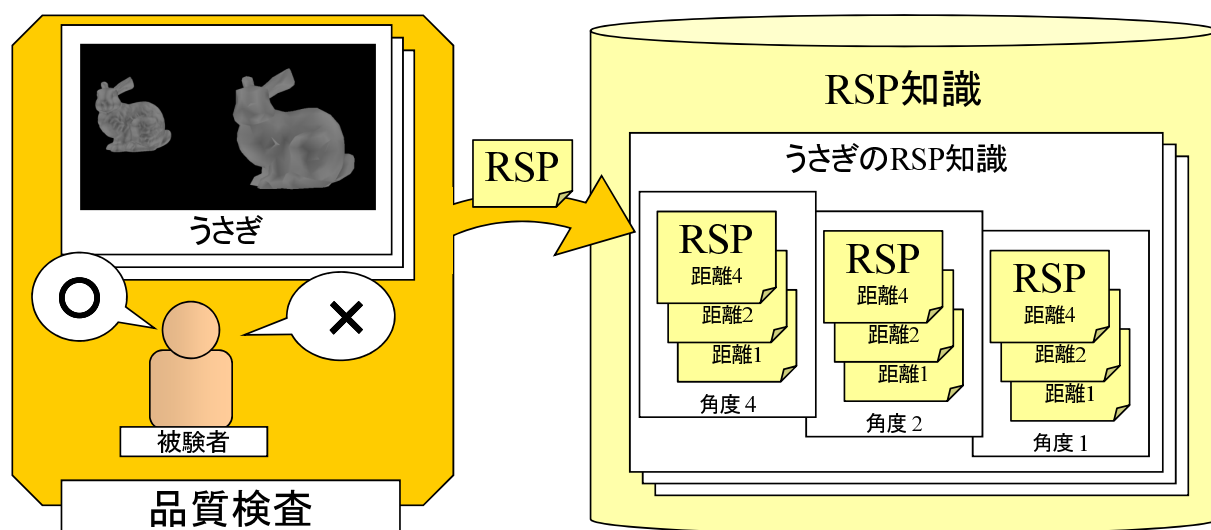 うさぎ
被験者
品質検査
RSP
RSP知識
うさぎのRSP知識
RSP
距離4
距離2
距離1
角度 4
RSP
距離4
距離2
距離1
角度 2
RSP
距離4
距離2
距離1
角度 1